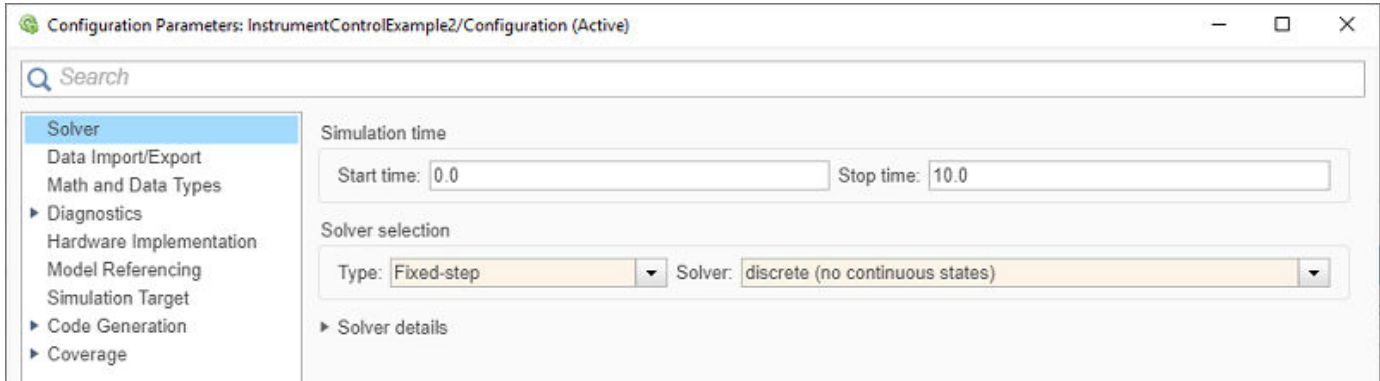 Configuration Parameters: InstrumentControlExample2/Configuration (Active)
Search
Solver
Data Import/Export
Math and Data Types
Diagnostics
Hardware Implementation
Model Referencing
Simulation Target
Code Generation
Coverage
Simulation time
Start time: 0.0 Stop time: 10.0
Solver selection
Type: Fixed-step Solver: discrete (no continuous states)
Solver details